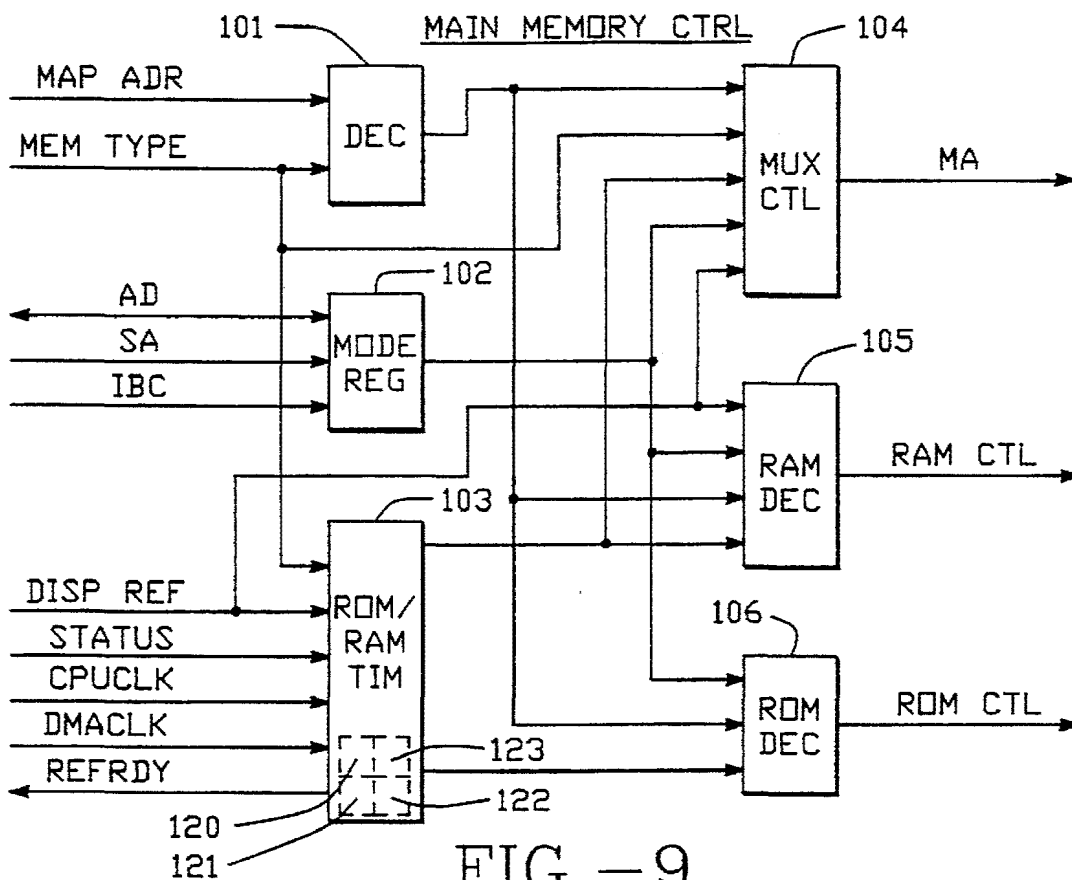 MAIN MEMORY CTRL
101
104
MAP ADR
MEM TYPE
DEC
MUX
CTL
MA
102
AD
SA
IBC
MODE
REG
105
RAM
DEC
RAM CTL
103
DISP REF
STATUS
CPUCLK
DMACLK
REFRDY
ROM/
RAM
TIM
123
122
120
121
106
ROM
DEC
ROM CTL
FIG -9